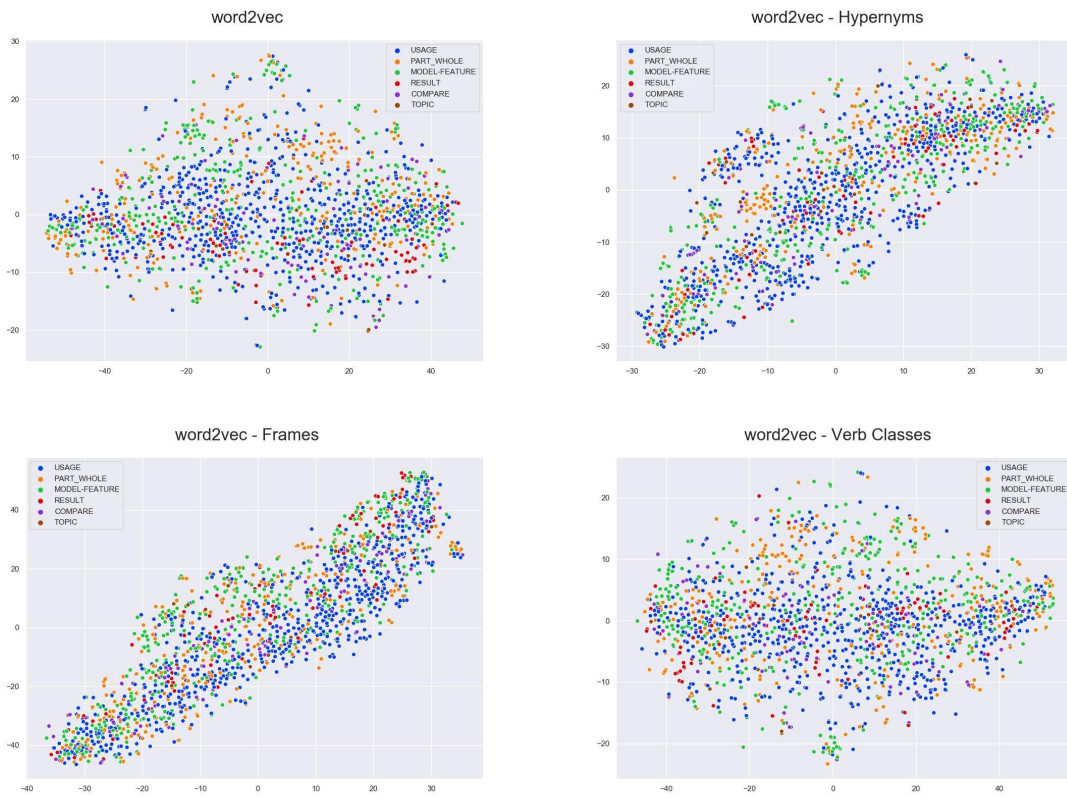 word2vec
30
20
10
0
−10
−20
−40
−20
0
20
40
USAGE
PART_WHOLE
MODEL-FEATURE
RESULT
COMPARE
TOPIC
word2vec - Hypernyms
20
10
0
−10
−20
−30
−30
−20
−10
0
10
20
30
USAGE
PART_WHOLE
MODEL-FEATURE
RESULT
COMPARE
TOPIC
word2vec - Frames
40
20
0
−20
−40
−40
−30
−20
−10
0
10
20
30
USAGE
PART_WHOLE
MODEL-FEATURE
RESULT
COMPARE
TOPIC
word2vec - Verb Classes
20
10
0
−10
−20
−40
−20
0
20
40
USAGE
PART_WHOLE
MODEL-FEATURE
RESULT
COMPARE
TOPIC